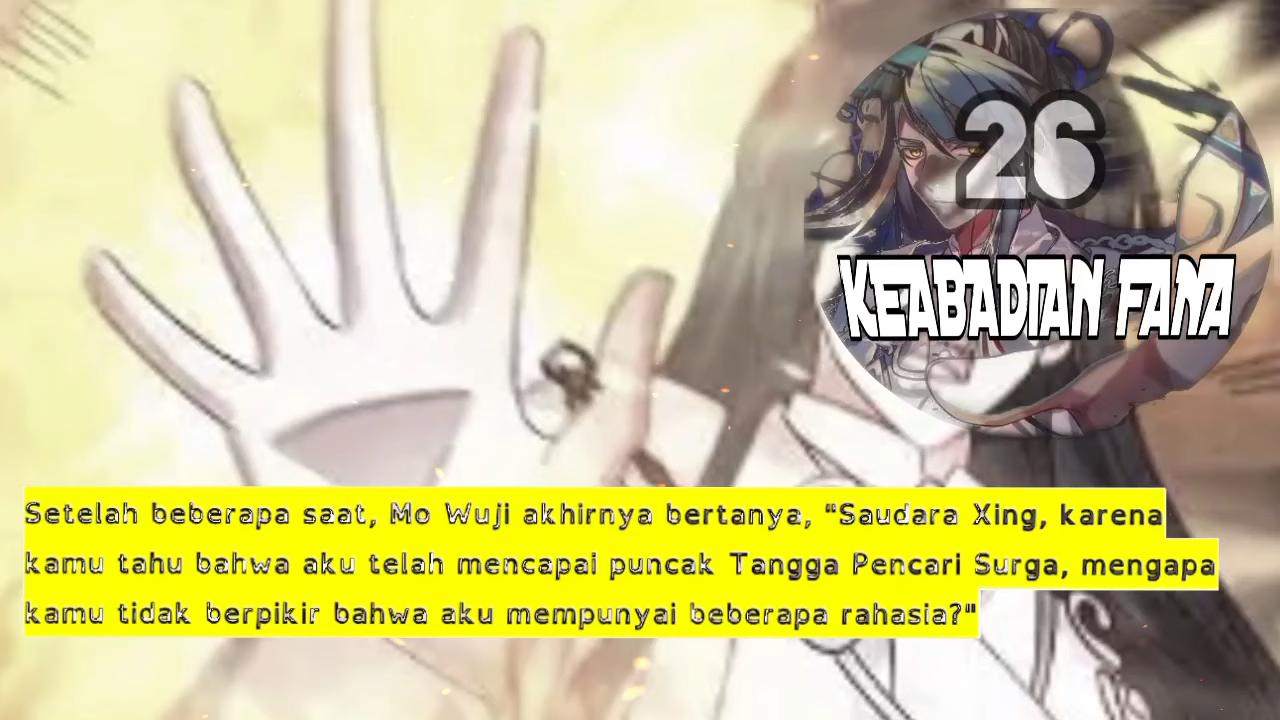 26
KEABADIAN FANA
Setelah beberapa saat, Mo Wuji akhirnya bertanya, "Saudara Xing, karena
kamu tahu bahwa aku telah mencapai puncak Tangga Pencari Surga, mengapa
kamu tidak berpikir bahwa aku mempunyai beberapa rahasia?"